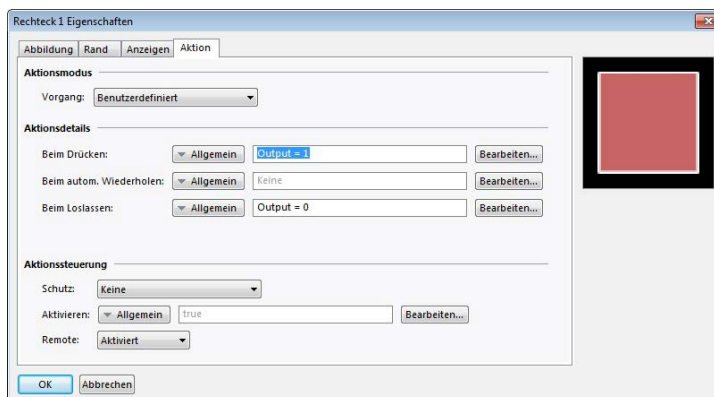 Rechteck 1 Eigenschaften
Abbildung Rand Anzeigen Aktion
Aktionsmodus
Vorgang: Benutzerdefiniert
Aktionsdetails
Beim Drücken: Allgemein Output = 1 Bearbeiten...
Beim autom. Wiederholen: Allgemein Keine Bearbeiten...
Beim Loslassen: Allgemein Output = 0 Bearbeiten...
Aktionssteuerung
Schutz: Keine
Aktivieren: Allgemein true Bearbeiten...
Remote: Aktiviert
OK Abbrechen